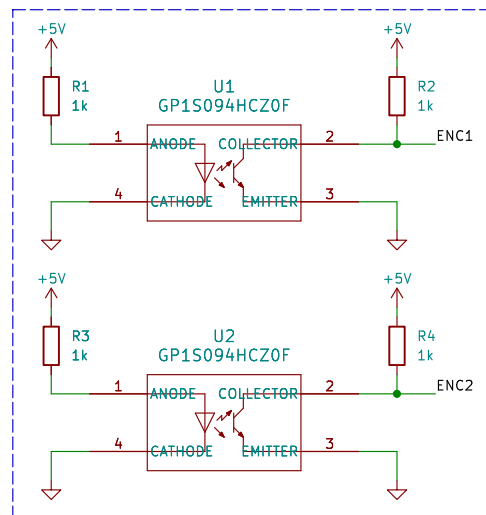 +5V
+5V
R1
1k
U1
GP1S094HCZ0F
R2
1k
1
ANODE
COLLECTOR
2
ENC1
4
CATHODE
EMITTER
3
+5V
+5V
R3
1k
U2
GP1S094HCZ0F
R4
1k
1
ANODE
COLLECTOR
2
ENC2
4
CATHODE
EMITTER
3